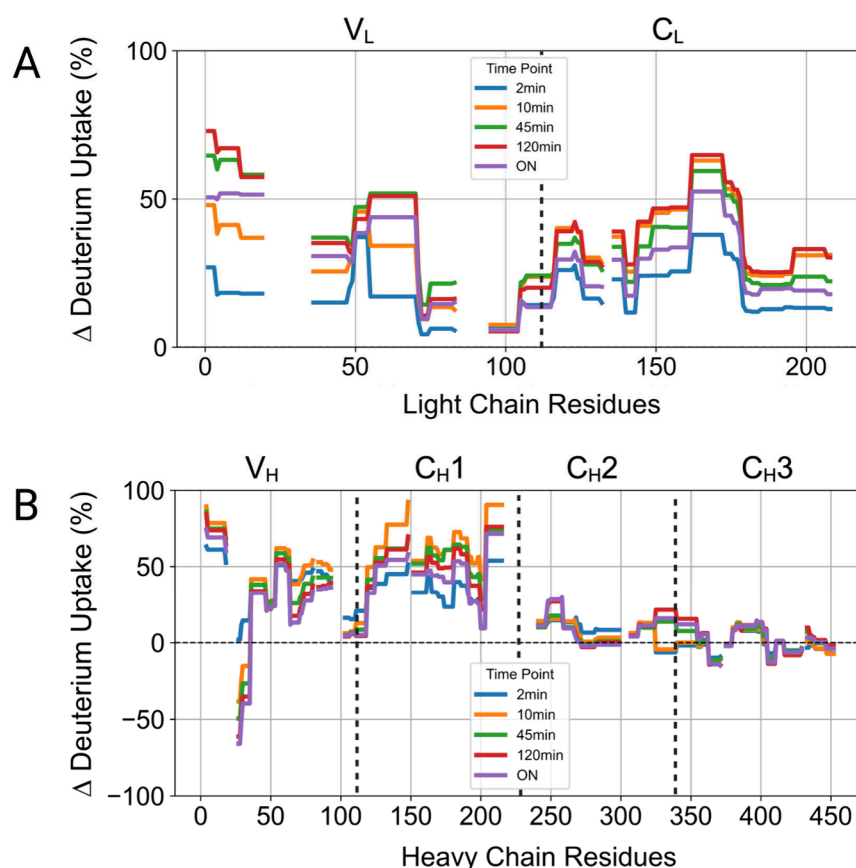 A
V_L C_L
Δ Deuterium Uptake (%)
100
50
0
Time Point
2min
10min
45min
120min
ON
0 50 100 150 200
Light Chain Residues
B
V_H C_H1 C_H2 C_H3
Δ Deuterium Uptake (%)
100
50
0
−50
−100
Time Point
2min
10min
45min
120min
ON
0 50 100 150 200 250 300 350 400 450
Heavy Chain Residues